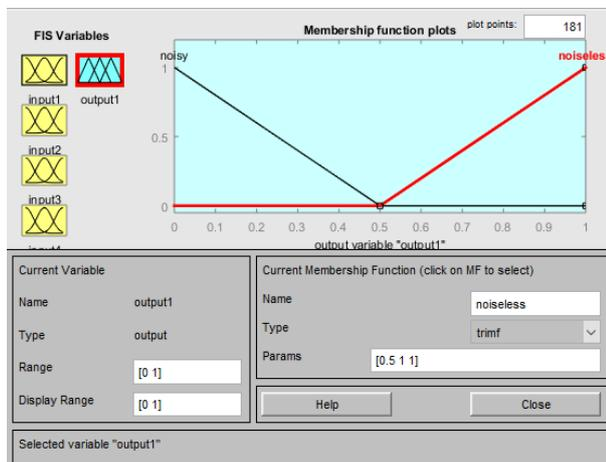 FIS Variables
Membership function plots
plot points:
181
input1
output1
input2
input3
noisy
noiseles
1
0.5
0
0
0.1
0.2
0.3
0.4
0.5
0.6
0.7
0.8
0.9
1
output variable "output1"
Current Variable
Name
output1
Type
output
Range
[0 1]
Display Range
[0 1]
Current Membership Function (click on MF to select)
Name
noiseless
Type
trimf
Params
[0.5 1 1]
Help
Close
Selected variable "output1"